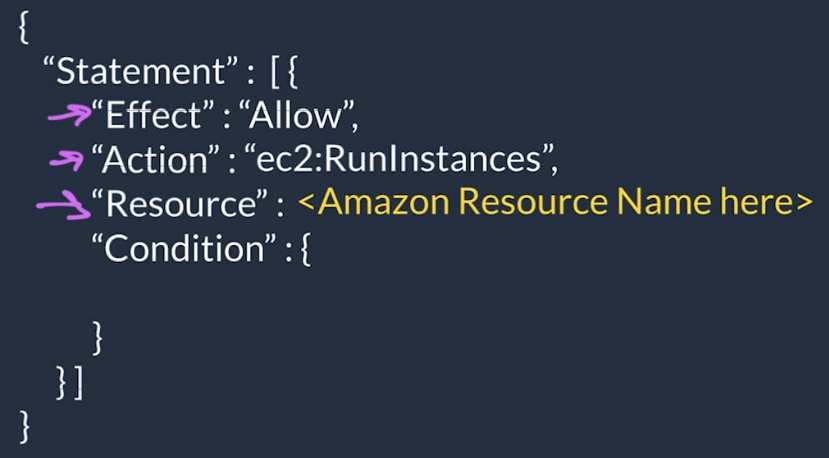 {
“Statement” : [{
“Effect” : “Allow”,
“Action” : “ec2:RunInstances”,
“Resource” : <Amazon Resource Name here>
“Condition” : {
}
}]
}